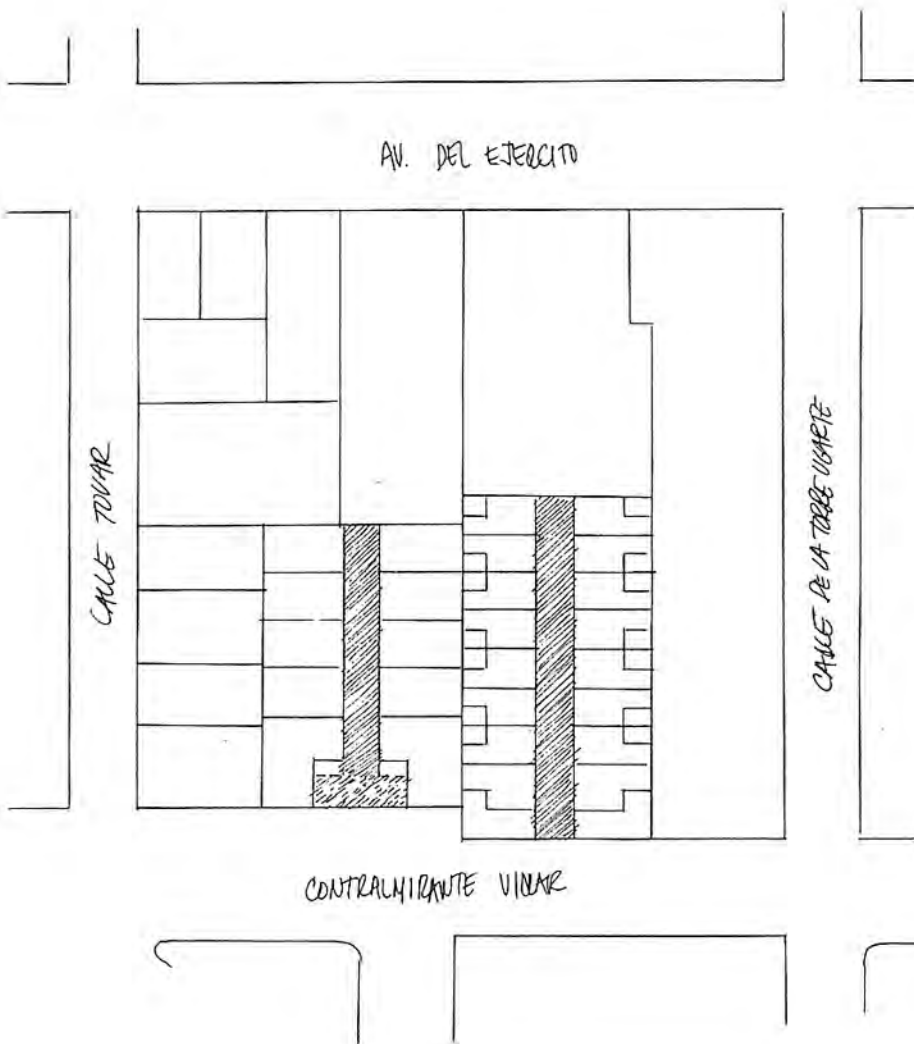 AV. DEL EJERCITO
CALLE TOVAR
CALLE DE LA TORRE UGARTE
CONTRALMIRANTE VILLAR